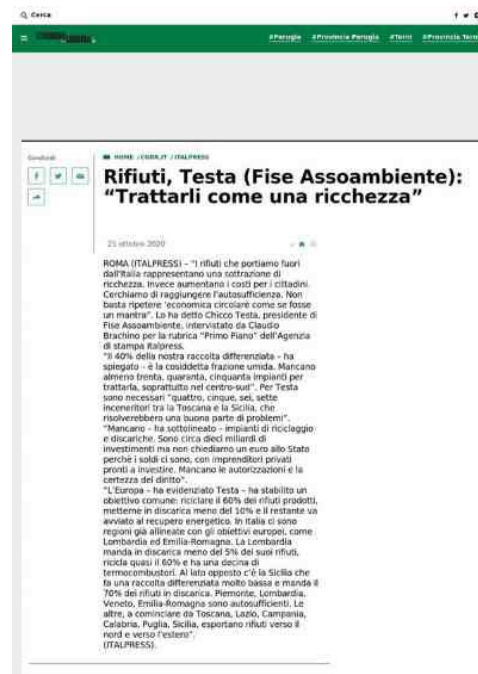 Cerca
#Perugia #Provincia Perugia #Terni #Provincia Terni
Condividi
HOME /CORR.IT /ITALPRESS
Rifiuti, Testa (Fise Assoambiente):
“Trattarli come una ricchezza”
21 ottobre 2020
ROMA (ITALPRESS) – “I rifiuti che portiamo fuori
dall’Italia rappresentano una sottrazione di
ricchezza. Invece aumentano i costi per i cittadini.
Cerchiamo di raggiungere l’autosufficienza. Non
basta ripetere ‘economica circolare come se fosse
un mantra”. Lo ha detto Chicco Testa, presidente di
Fise Assoambiente, intervistato da Claudio
Brachino per la rubrica “Primo Piano” dell’Agenzia
di stampa Italpress.
“Il 40% della nostra raccolta differenziata – ha
spiegato – è la cosiddetta frazione umida. Mancano
almeno trenta, quaranta, cinquanta impianti per
trattarla, soprattutto nel centro-sud”. Per Testa
sono necessari “quattro, cinque, sei, sette
inceneritori tra la Toscana e la Sicilia, che
risolverebbero una buona parte di problemi”.
“Mancano – ha sottolineato – impianti di riciclaggio
e discariche. Sono circa dieci miliardi di
investimenti ma non chiediamo un euro allo Stato
perchè i soldi ci sono, con imprenditori privati
pronti a investire. Mancano le autorizzazioni e la
certezza del diritto”.
“L’Europa – ha evidenziato Testa – ha stabilito un
obiettivo comune: riciclare il 60% dei rifiuti prodotti,
metterne in discarica meno del 10% e il restante va
avviato al recupero energetico. In Italia ci sono
regioni già allineate con gli obiettivi europei, come
Lombardia ed Emilia-Romagna. La Lombardia
manda in discarica meno del 5% dei suoi rifiuti,
ricicla quasi il 60% e ha una decina di
termocombustori. Al lato opposto c’è la Sicilia che
fa una raccolta differenziata molto bassa e manda il
70% dei rifiuti in discarica. Piemonte, Lombardia,
Veneto, Emilia-Romagna sono autosufficienti. Le
altre, a cominciare da Toscana, Lazio, Campania,
Calabria, Puglia, Sicilia, esportano rifiuti verso il
nord e verso l’estero”.
(ITALPRESS).